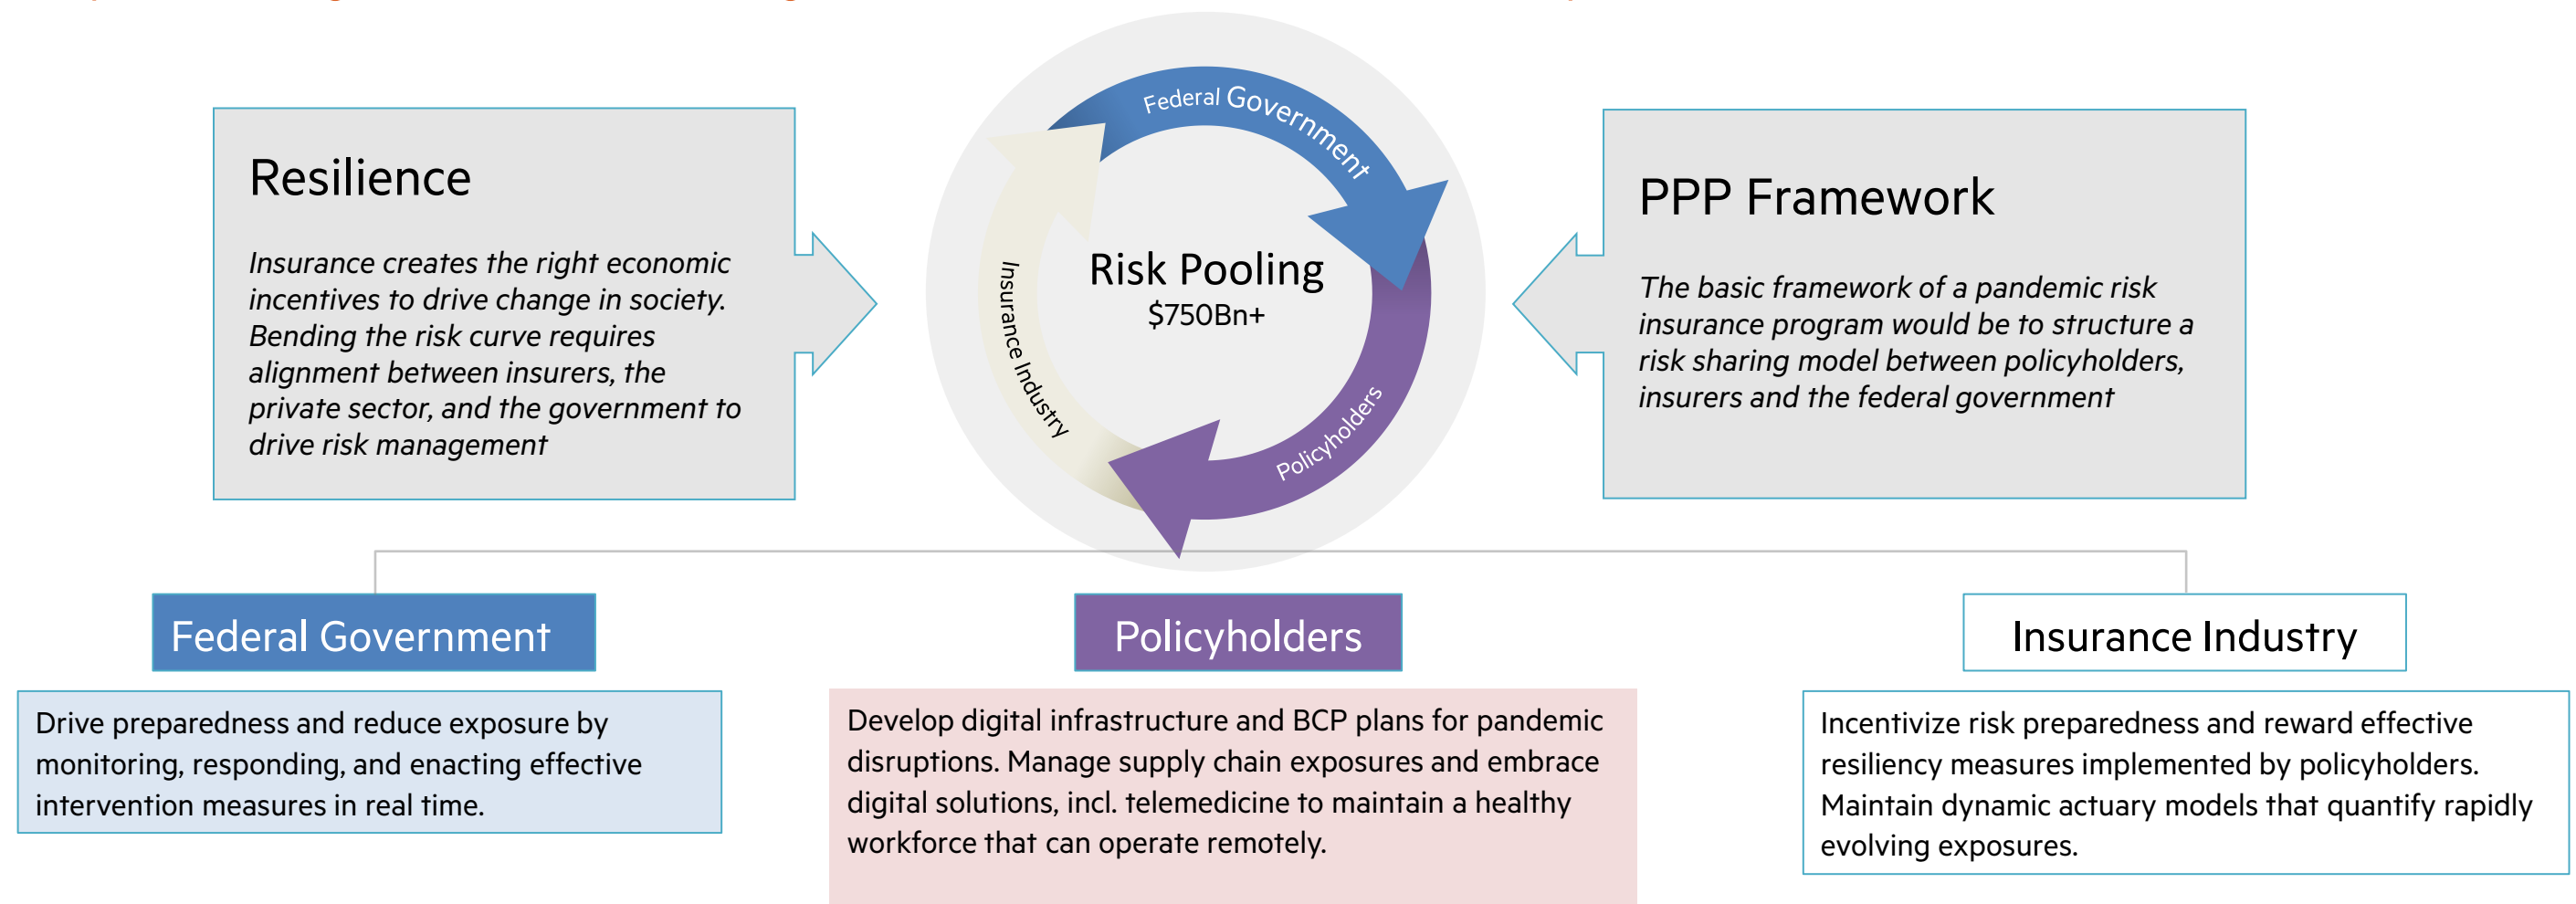 Resilience
Insurance creates the right economic
incentives to drive change in society.
Bending the risk curve requires
alignment between insurers, the
private sector, and the government to
drive risk management
Federal Government
Policyholders
Insurance Industry
Risk Pooling
$750Bn+
PPP Framework
The basic framework of a pandemic risk
insurance program would be to structure a
risk sharing model between policyholders,
insurers and the federal government
Federal Government
Drive preparedness and reduce exposure by
monitoring, responding, and enacting effective
intervention measures in real time.
Policyholders
Develop digital infrastructure and BCP plans for pandemic
disruptions. Manage supply chain exposures and embrace
digital solutions, incl. telemedicine to maintain a healthy
workforce that can operate remotely.
Insurance Industry
Incentivize risk preparedness and reward effective
resiliency measures implemented by policyholders.
Maintain dynamic actuary models that quantify rapidly
evolving exposures.